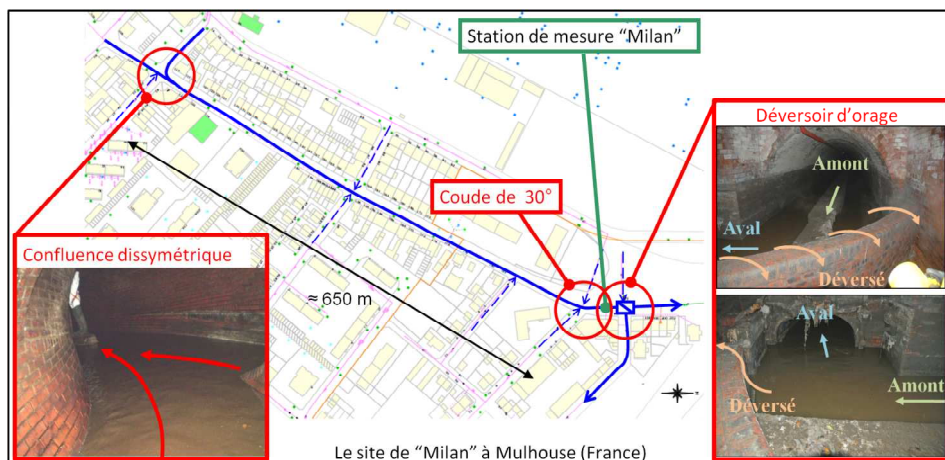 Station de mesure “Milan”
Déversoir d’orage
Amont
Aval
Déversé
Coude de 30°
Confluence dissymétrique
≈ 650 m
Aval
Amont
Déversé
Le site de “Milan” à Mulhouse (France)